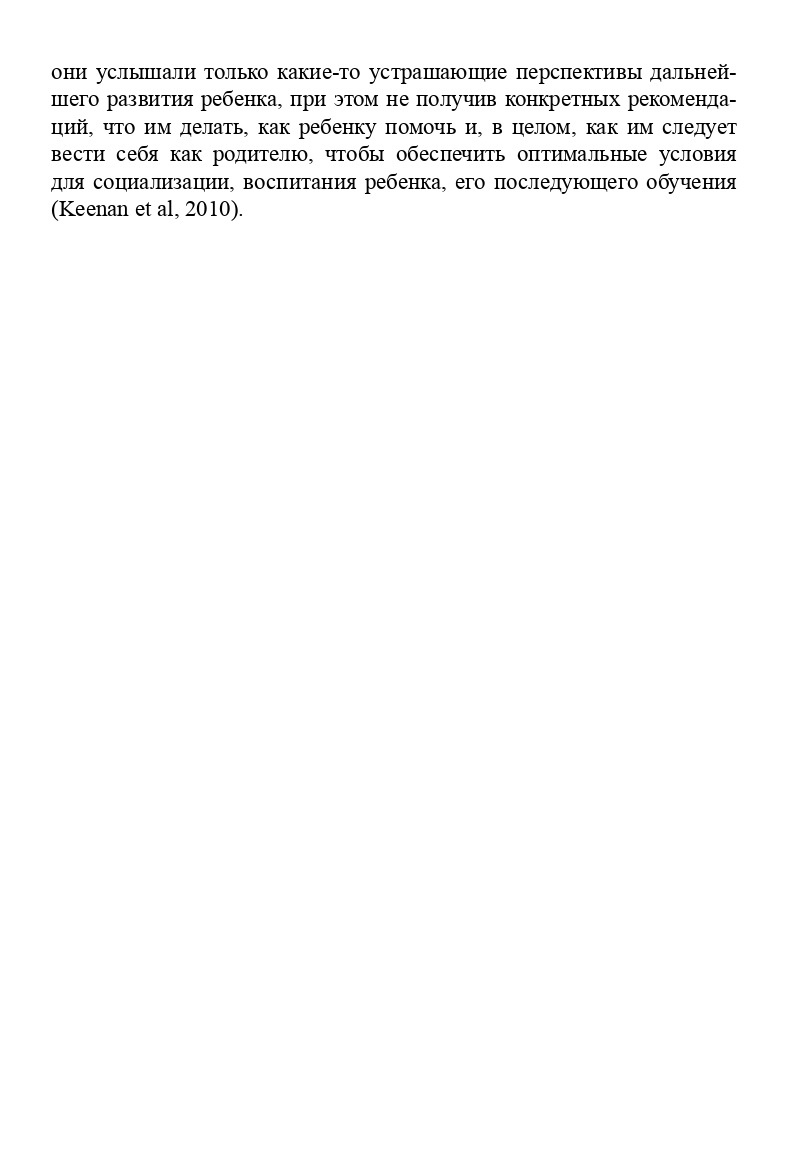 они услышали только какие-то устрашающие перспективы дальней-
шего развития ребенка, при этом не получив конкретных рекоменда-
ций, что им делать, как ребенку помочь и, в целом, как им следует
вести себя как родителю, чтобы обеспечить оптимальные условия
для социализации, воспитания ребенка, его последующего обучения
(Keenan et al, 2010).